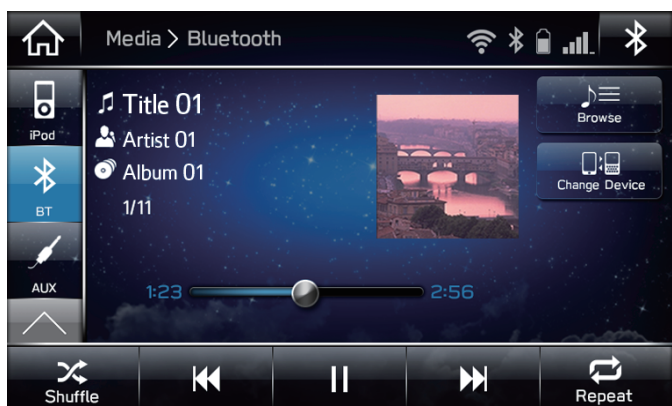 Media > Bluetooth
iPod
BT
AUX
Title 01
Artist 01
Album 01
1/11
1:23
2:56
Browse
Change Device
Shuffle
Repeat